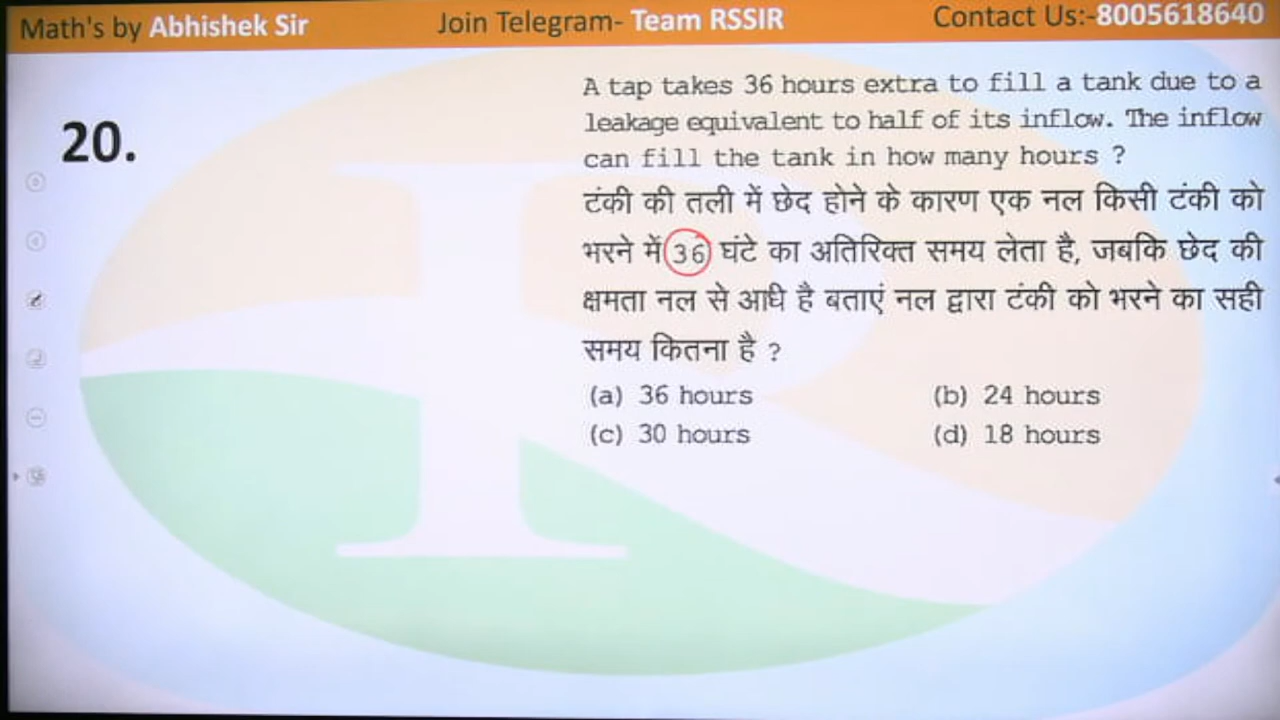 Math's by Abhishek Sir
Join Telegram- Team RSSIR
Contact Us:-8005618640
20.
A tap takes 36 hours extra to fill a tank due to a
leakage equivalent to half of its inflow. The inflow
can fill the tank in how many hours ?
टंकी की तली में छेद होने के कारण एक नल किसी टंकी को
भरने में 36 घंटे का अतिरिक्त समय लेता है, जबकि छेद की
क्षमता नल से आधि है बताएं नल द्वारा टंकी को भरने का सही
समय कितना है ?
(a) 36 hours
(b) 24 hours
(c) 30 hours
(d) 18 hours